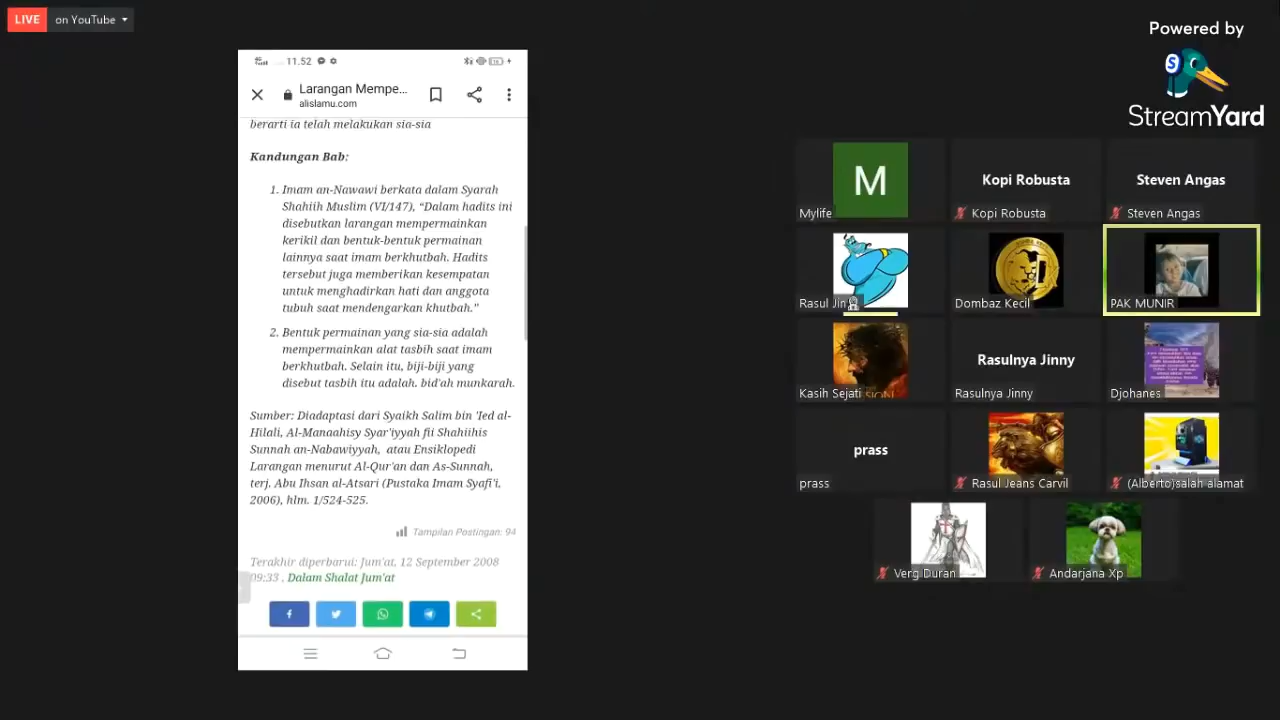 LIVE on YouTube
Powered by
StreamYard
11.52
Larangan Mempe...
alislamu.com
berarti ia telah melakukan sia-sia
Kandungan Bab:
1. Imam an-Nawawi berkata dalam Syarah
Shahiih Muslim (VI/147), “Dalam hadits ini
disebutkan larangan mempermainkan
kerikil dan bentuk-bentuk permainan
lainnya saat imam berkhutbah. Hadits
tersebut juga memberikan kesempatan
untuk menghadirkan hati dan anggota
tubuh saat mendengarkan khutbah.”
2. Bentuk permainan yang sia-sia adalah
mempermainkan alat tasbih saat imam
berkhutbah. Selain itu, biji-biji yang
disebut tasbih itu adalah. bid'ah munkarah.
Sumber: Diadaptasi dari Syaikh Salim bin 'Ied al-
Hilali, Al-Manaahisy Syar'iyyah fii Shahiihis
Sunnah an-Nabawiyyah, atau Ensiklopedi
Larangan menurut Al-Qur'an dan As-Sunnah,
terj. Abu Ihsan al-Atsari (Pustaka Imam Syafi'i,
2006), hlm. 1/524-525.
Tampilan Postingan: 94
Terakhir diperbarui: Jum'at, 12 September 2008
09:33 , Dalam Shalat Jum'at
M
Mylife
Kopi Robusta
Kopi Robusta
Steven Angas
Steven Angas
Rasul Jin
Dombaz Kecil
PAK MUNIR
Kasih Sejati
Rasulnya Jinny
Rasulnya Jinny
Djohanes
prass
prass
Rasul Jeans Carvil
(Alberto)salah alamat
Verg Duran
Andarjana Xp